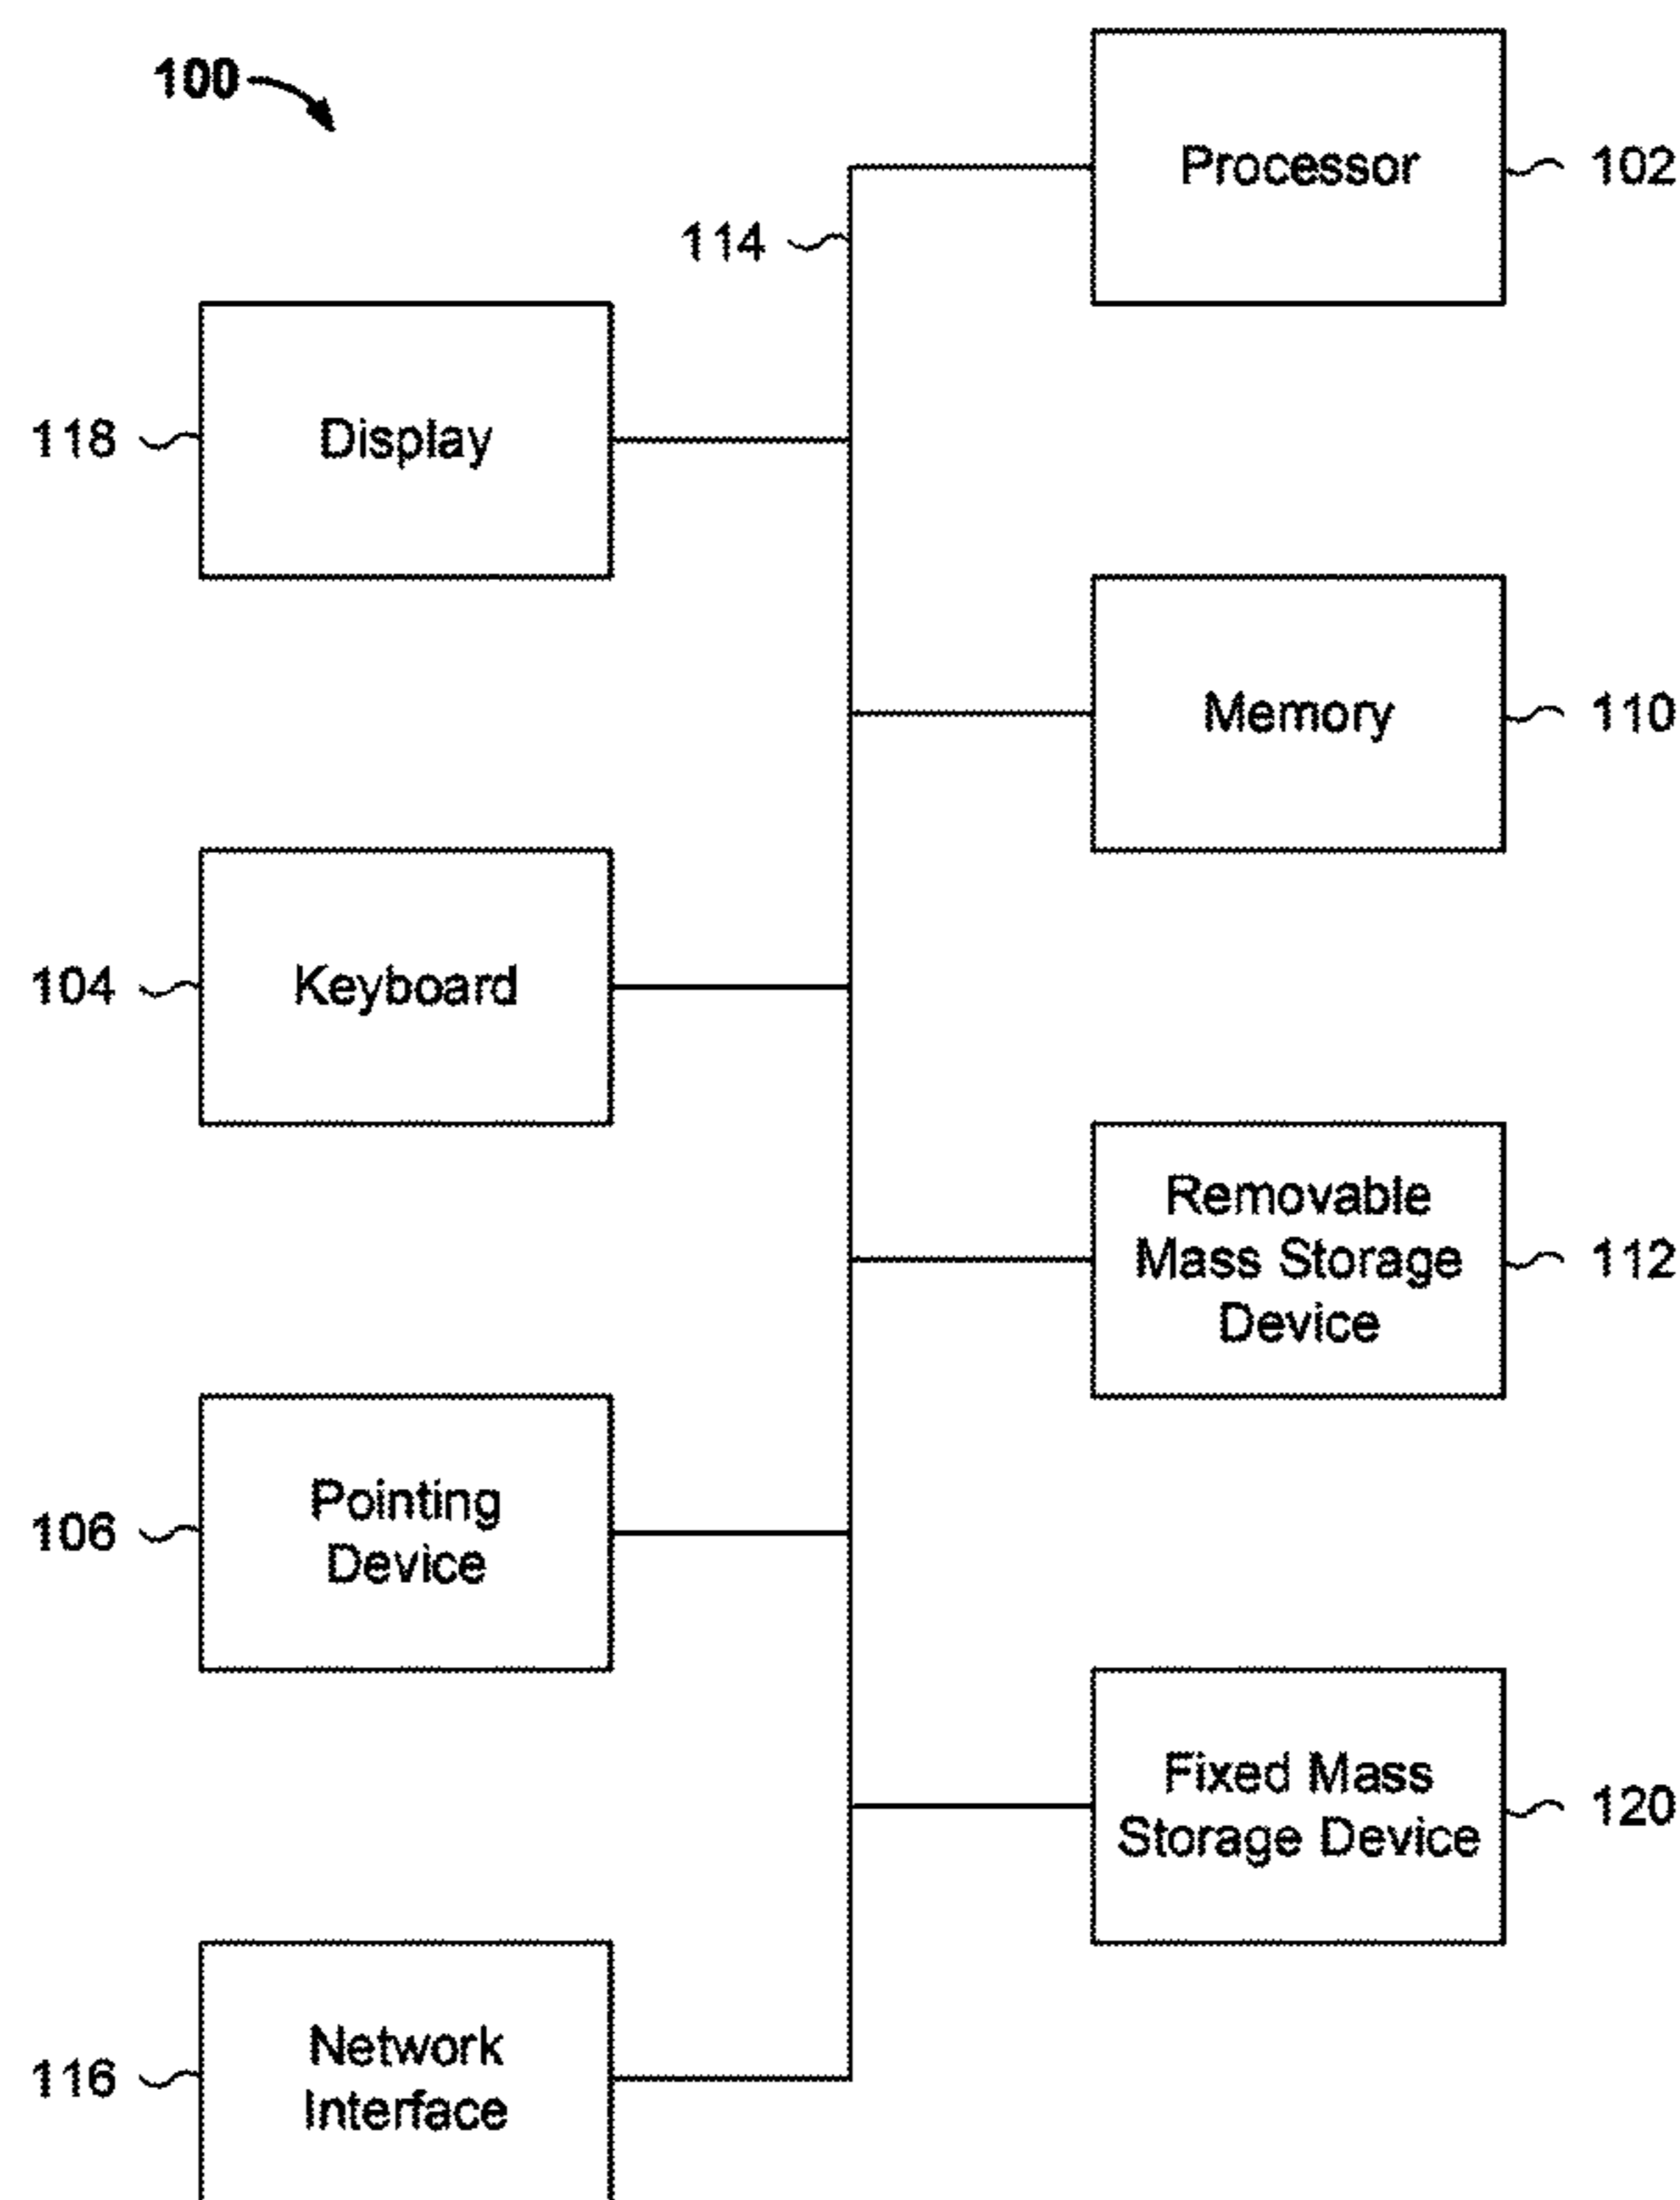 100
Processor
102
114
118
Display
Memory
110
104
Keyboard
Removable
Mass Storage
Device
112
106
Pointing
Device
Fixed Mass
Storage Device
120
116
Network
Interface